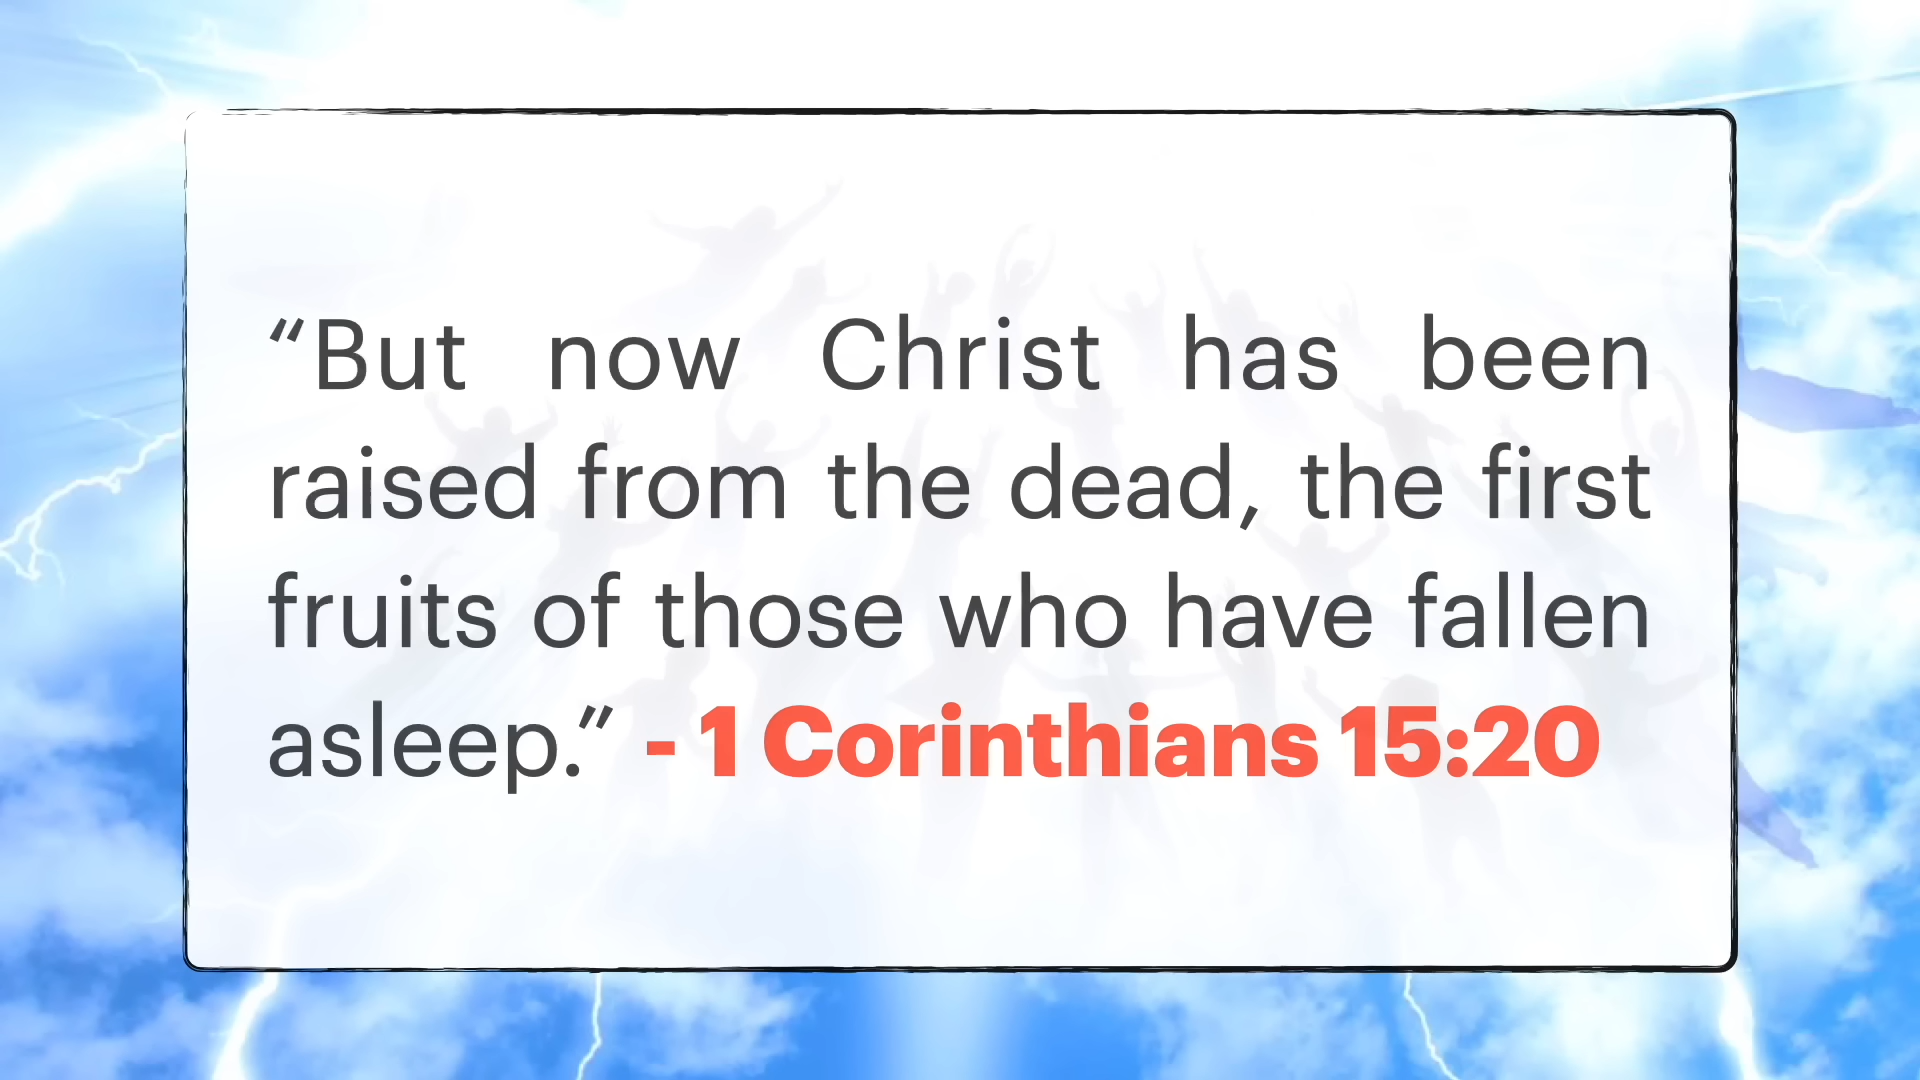 “But now Christ has been
raised from the dead, the first
fruits of those who have fallen
asleep.” - 1 Corinthians 15:20